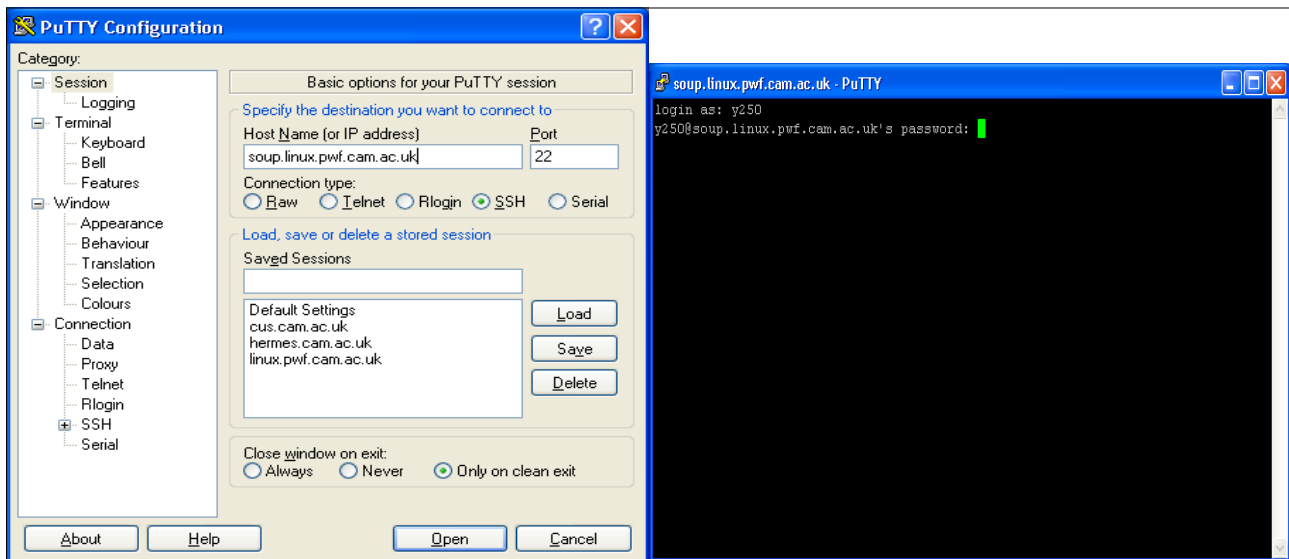 PuTTY Configuration
Category:
Session
Logging
Terminal
Keyboard
Bell
Features
Window
Appearance
Behaviour
Translation
Selection
Colours
Connection
Data
Proxy
Telnet
Rlogin
SSH
Serial
Basic options for your PuTTY session
Specify the destination you want to connect to
Host Name (or IP address) Port
soup.linux.pwf.cam.ac.uk 22
Connection type:
Raw Telnet Rlogin SSH Serial
Load, save or delete a stored session
Saved Sessions
Default Settings
cus.cam.ac.uk
hermes.cam.ac.uk
linux.pwf.cam.ac.uk
Load
Save
Delete
Close window on exit:
Always Never Only on clean exit
About Help Open Cancel
soup.linux.pwf.cam.ac.uk - PuTTY
login as: y250
y250@soup.linux.pwf.cam.ac.uk's password: